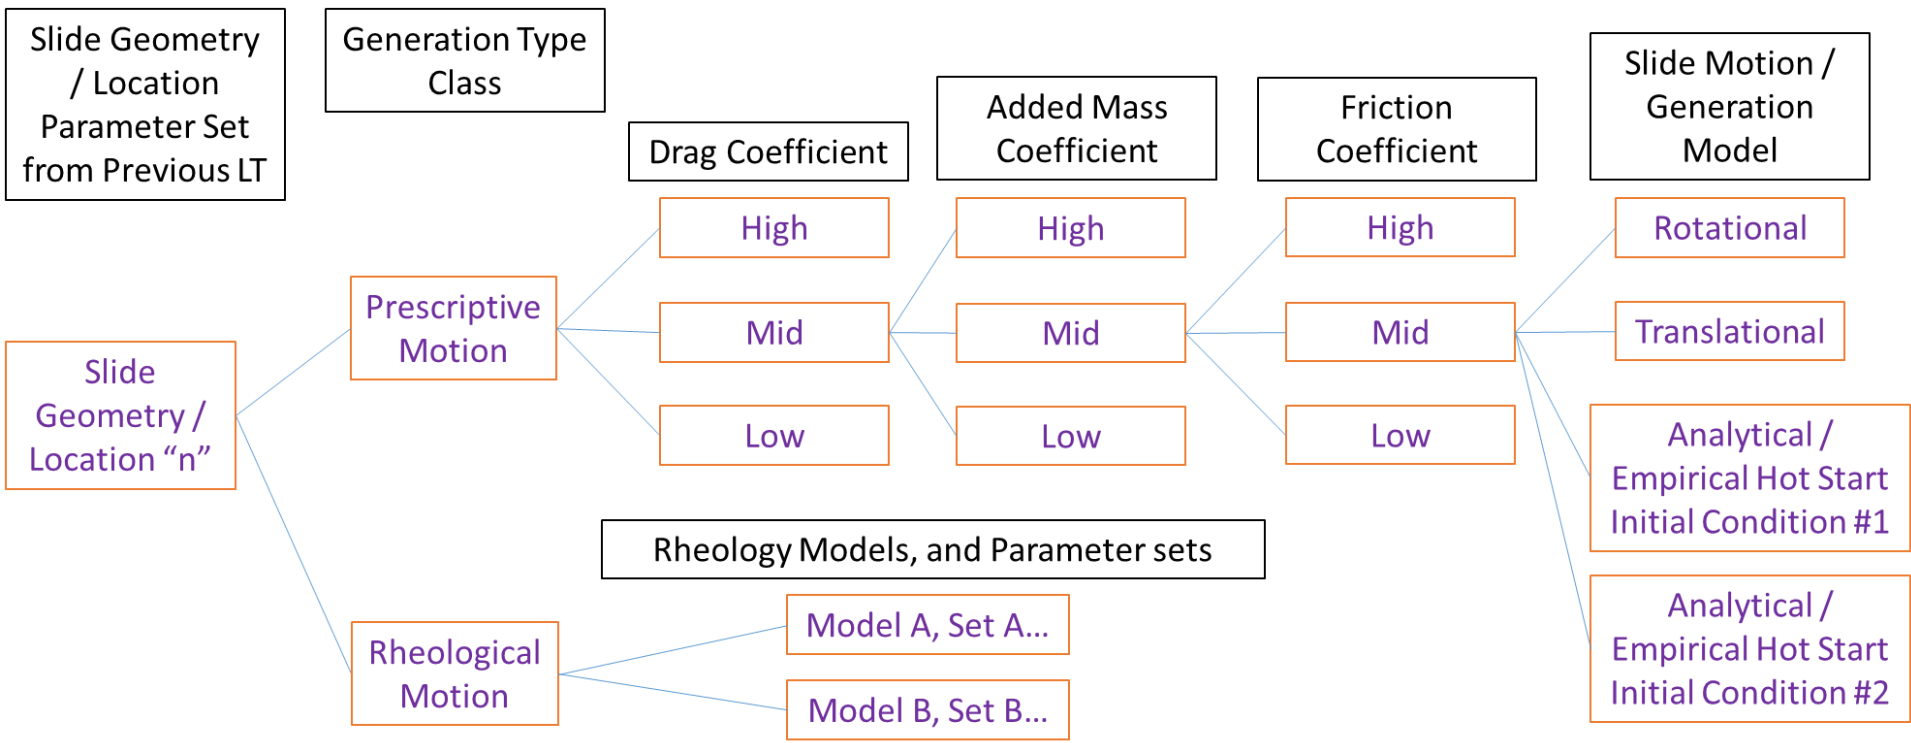 Slide Geometry
/ Location
Parameter Set
from Previous LT
Generation Type
Class
Drag Coefficient
Added Mass
Coefficient
Friction
Coefficient
Slide Motion /
Generation
Model
Slide
Geometry /
Location “n”
Prescriptive
Motion
High
Mid
Low
High
Mid
Low
High
Mid
Low
Rotational
Translational
Analytical /
Empirical Hot Start
Initial Condition #1
Analytical /
Empirical Hot Start
Initial Condition #2
Rheology Models, and Parameter sets
Rheological
Motion
Model A, Set A...
Model B, Set B...